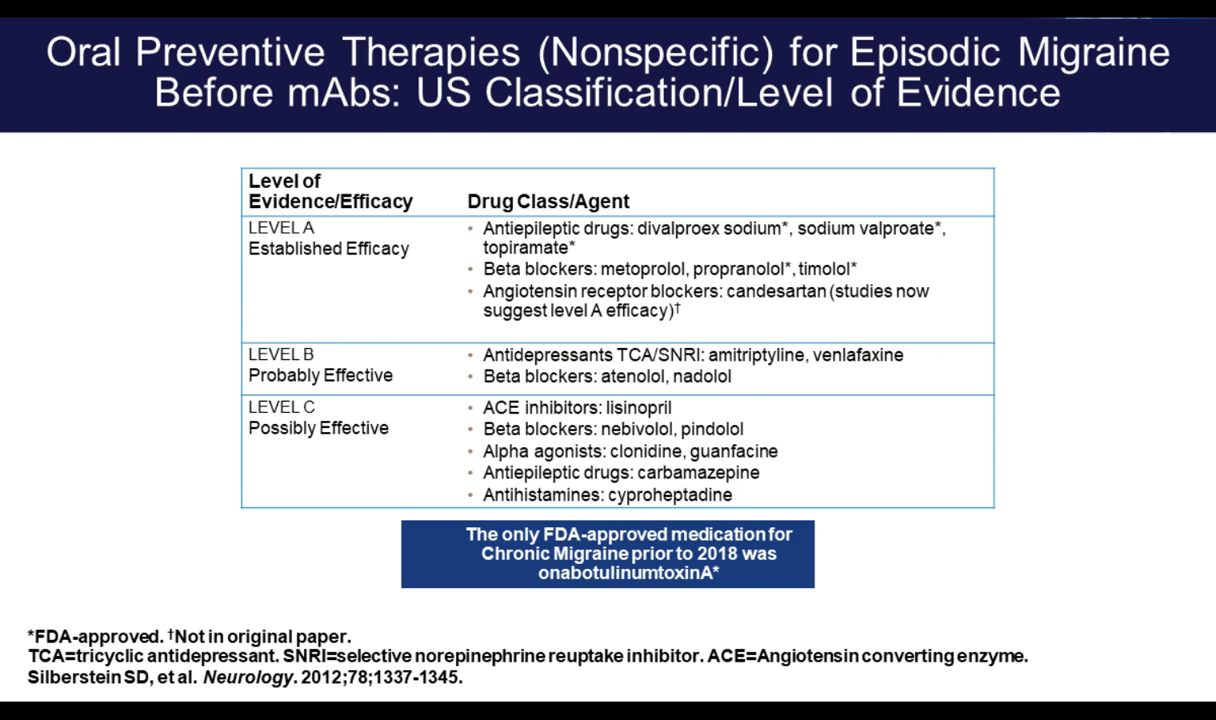 Oral Preventive Therapies (Nonspecific) for Episodic Migraine
Before mAbs: US Classification/Level of Evidence
Level of
Evidence/Efficacy
Drug Class/Agent
LEVEL A
Established Efficacy
• Antiepileptic drugs: divalproex sodium*, sodium valproate*,
topiramate*
• Beta blockers: metoprolol, propranolol*, timolol*
• Angiotensin receptor blockers: candesartan (studies now
suggest level A efficacy)†
LEVEL B
Probably Effective
• Antidepressants TCA/SNRI: amitriptyline, venlafaxine
• Beta blockers: atenolol, nadolol
LEVEL C
Possibly Effective
• ACE inhibitors: lisinopril
• Beta blockers: nebivolol, pindolol
• Alpha agonists: clonidine, guanfacine
• Antiepileptic drugs: carbamazepine
• Antihistamines: cyproheptadine
The only FDA-approved medication for
Chronic Migraine prior to 2018 was
onabotulinumtoxinA*
*FDA-approved. †Not in original paper.
TCA=tricyclic antidepressant. SNRI=selective norepinephrine reuptake inhibitor. ACE=Angiotensin converting enzyme.
Silberstein SD, et al. Neurology. 2012;78;1337-1345.